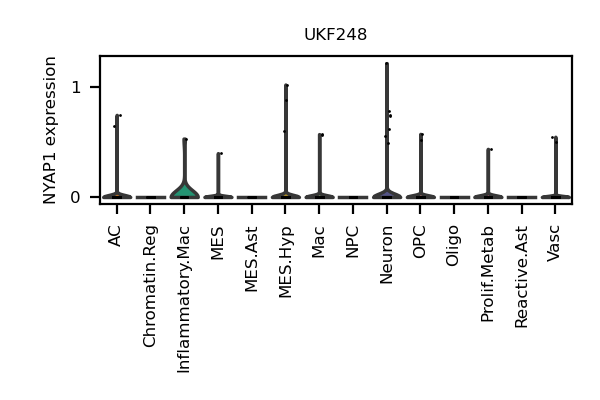 UKF248
NYAP1 expression
1
0
AC
Chromatin.Reg
Inflammatory.Mac
MES
MES.Ast
MES.Hyp
Mac
NPC
Neuron
OPC
Oligo
Prolif.Metab
Reactive.Ast
Vasc